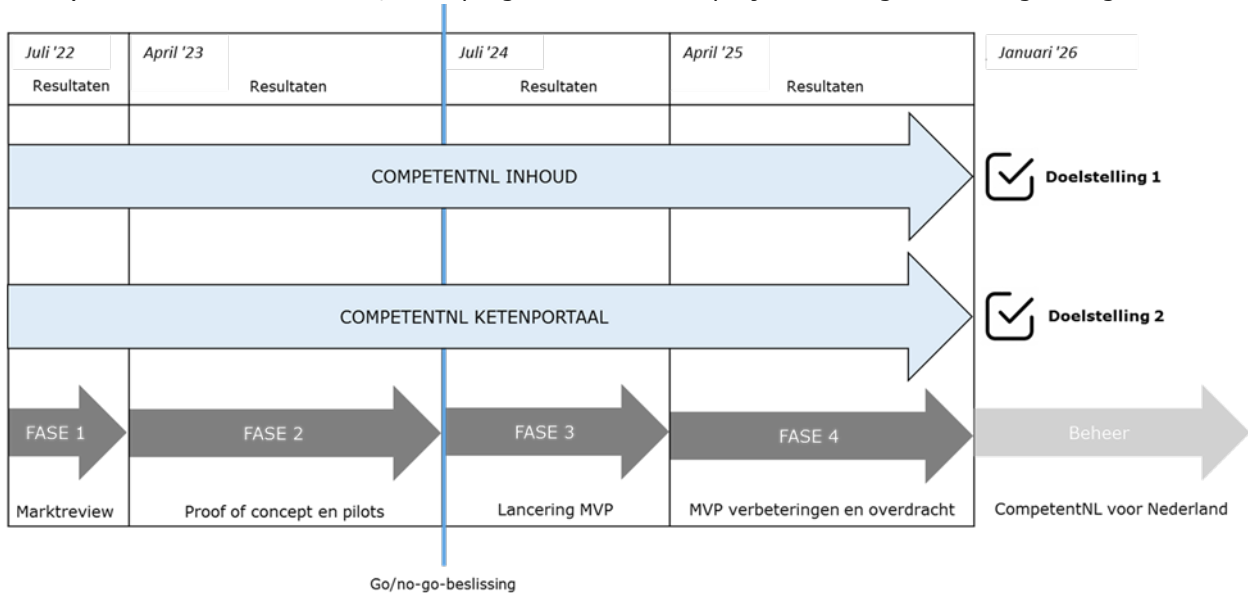 Juli '22
April '23
Juli '24
April '25
Januari '26
Resultaten
Resultaten
Resultaten
Resultaten
COMPETENTNL INHOUD
Doelstelling 1
COMPETENTNL KETENPORTAAL
Doelstelling 2
FASE 1
FASE 2
FASE 3
FASE 4
Beheer
Marktreview
Proof of concept en pilots
Lancering MVP
MVP verbeteringen en overdracht
CompetentNL voor Nederland
Go/no-go-beslissing